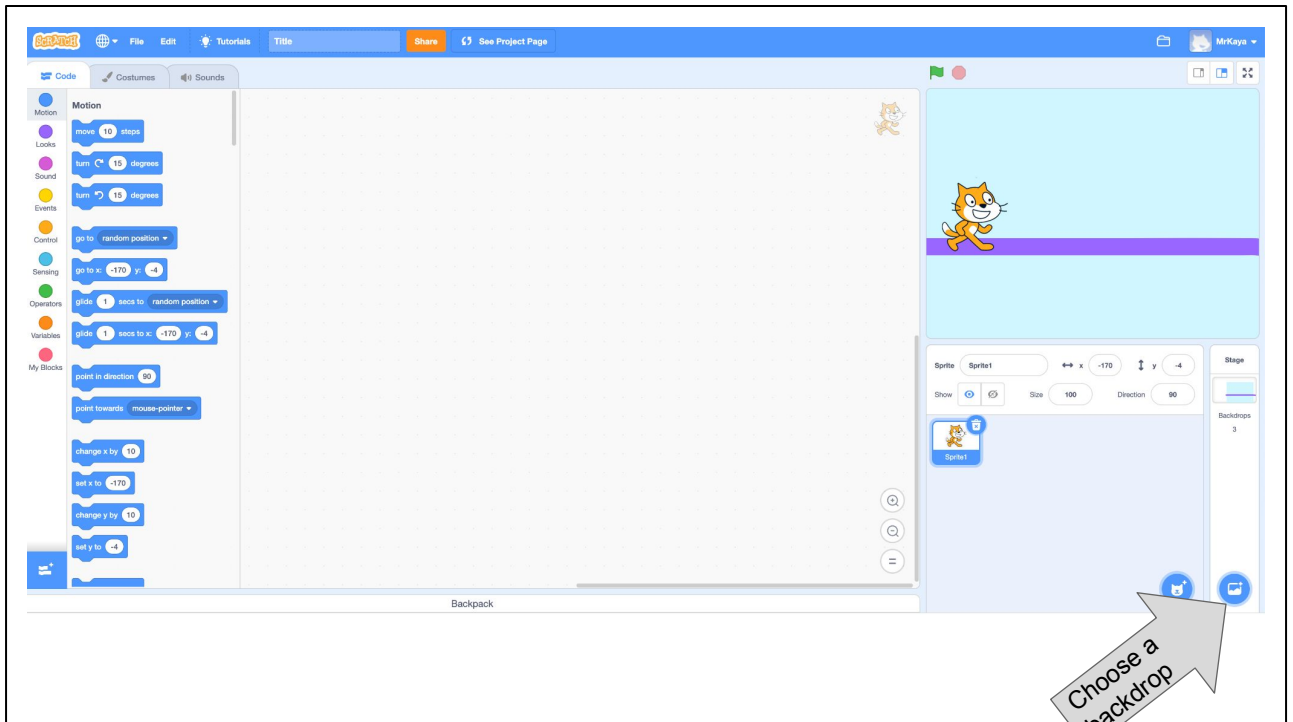 SCRATCH File Edit Tutorials Title Share See Project Page MrKaya
Code Costumes Sounds
Motion
Looks
Sound
Events
Control
Sensing
Operators
Variables
My Blocks
Motion
move 10 steps
turn 15 degrees
turn 15 degrees
go to random position
go to x: -170 y: -4
glide 1 secs to random position
glide 1 secs to x: -170 y: -4
point in direction 90
point towards mouse-pointer
change x by 10
set x to -170
change y by 10
set y to -4
Backpack
Sprite Sprite1 x -170 y -4
Show Size 100 Direction 90
Sprite1
Stage
Backdrops
3
Choose a
backdrop